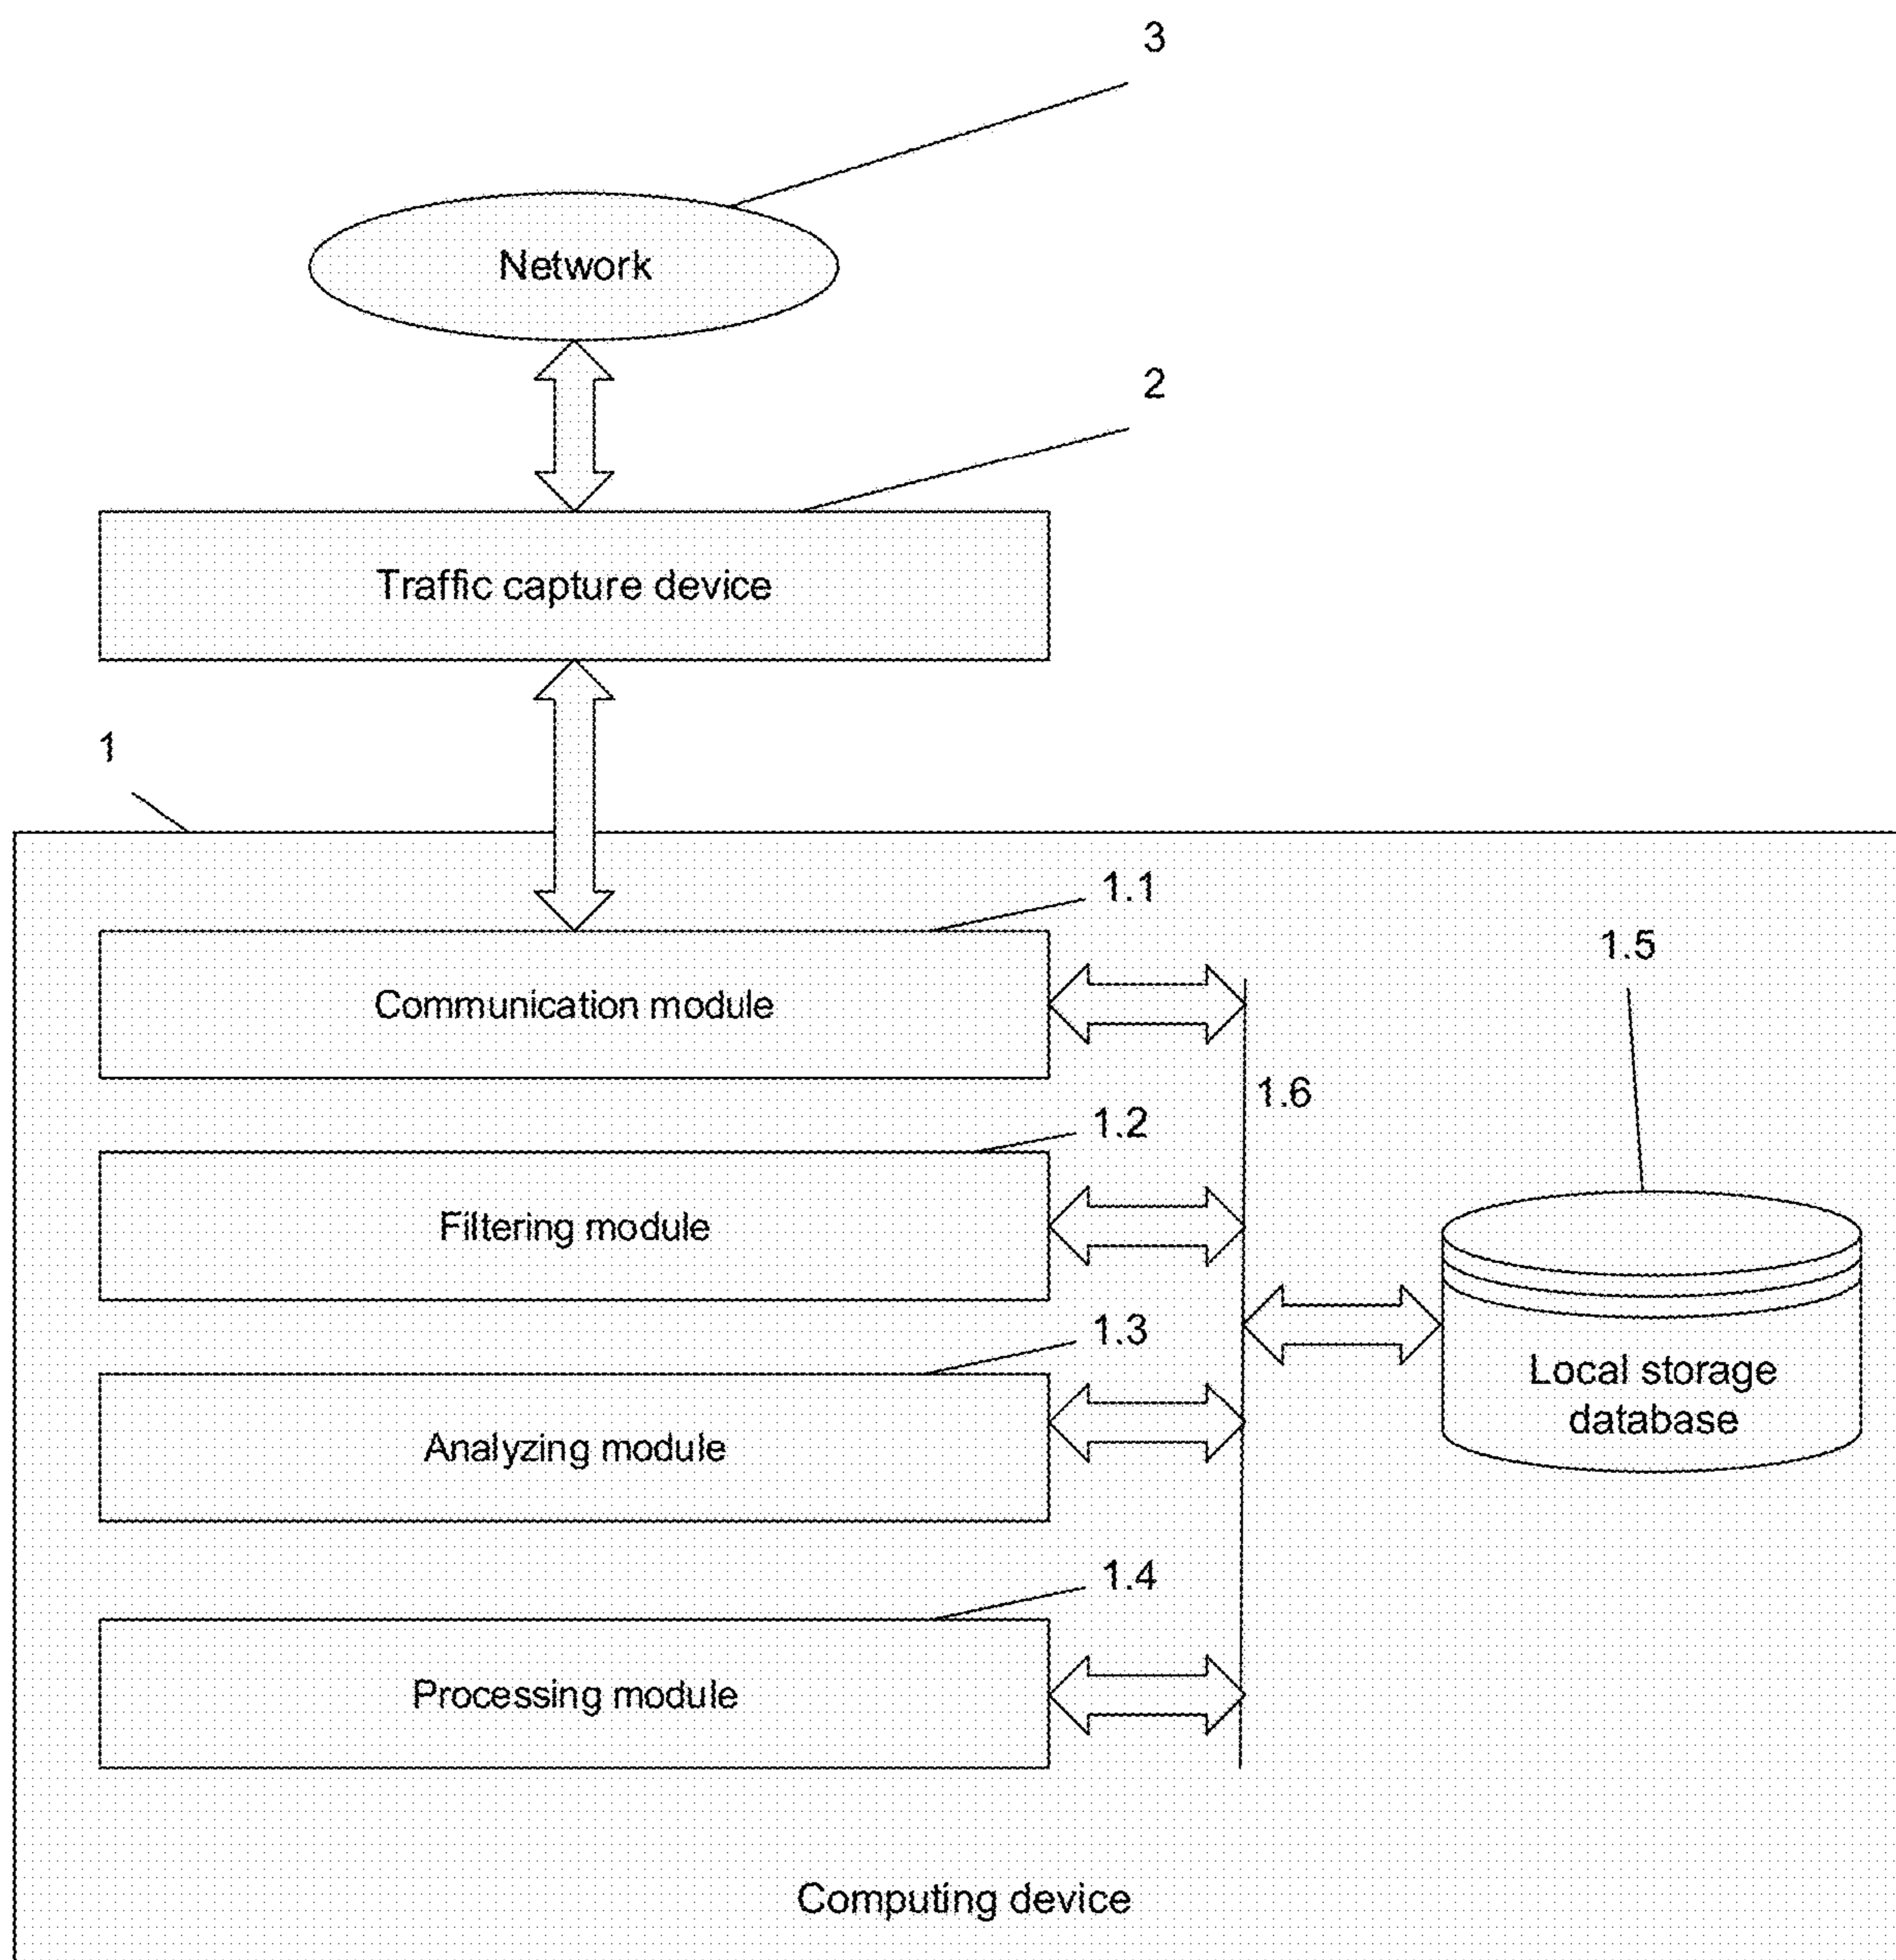 3
Network
2
Traffic capture device
1
1.1
Communication module
1.5
1.6
1.2
Filtering module
1.3
Analyzing module
Local storage
database
1.4
Processing module
Computing device